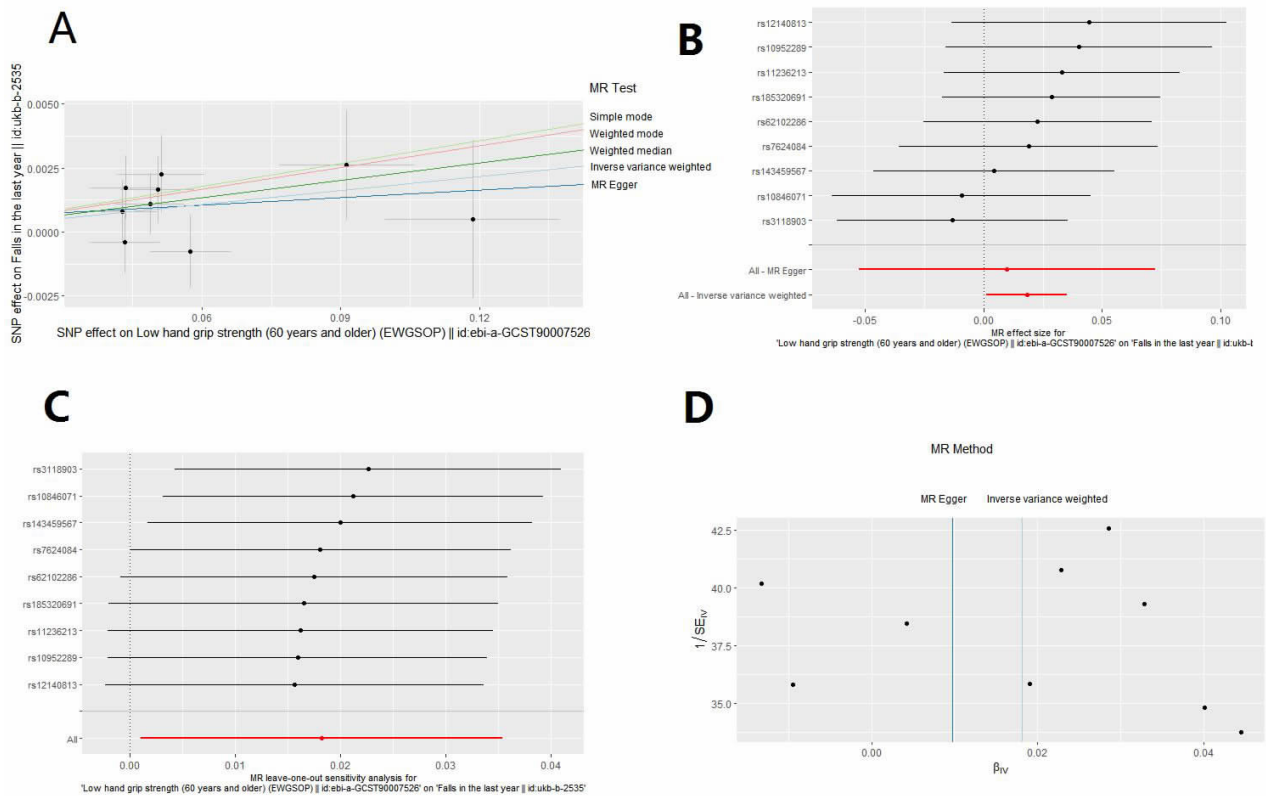 A
SNP effect on Falls in the last year || id:ukb-b-2535
0.0050
0.0025
0.0000
-0.0025
0.06
0.09
0.12
SNP effect on Low hand grip strength (60 years and older) (EWGSOP) || id:ebi-a-GCST90007526
MR Test
Simple mode
Weighted mode
Weighted median
Inverse variance weighted
MR Egger
B
rs12140813
rs10952289
rs11236213
rs185320691
rs62102286
rs7624084
rs143459567
rs10846071
rs3118903
All - MR Egger
All - Inverse variance weighted
-0.05
0.00
0.05
0.10
MR effect size for
'Low hand grip strength (60 years and older) (EWGSOP) || id:ebi-a-GCST90007526' on 'Falls in the last year || id:ukb-t
C
rs3118903
rs10846071
rs143459567
rs7624084
rs62102286
rs185320691
rs11236213
rs10952289
rs12140813
All
0.00
0.01
0.02
0.03
0.04
MR leave-one-out sensitivity analysis for
'Low hand grip strength (60 years and older) (EWGSOP) || id:ebi-a-GCST90007526' on 'Falls in the last year || id:ukb-b-2535'
D
MR Method
MR Egger
Inverse variance weighted
1/SE_IV
42.5
40.0
37.5
35.0
0.00
0.02
0.04
β_IV